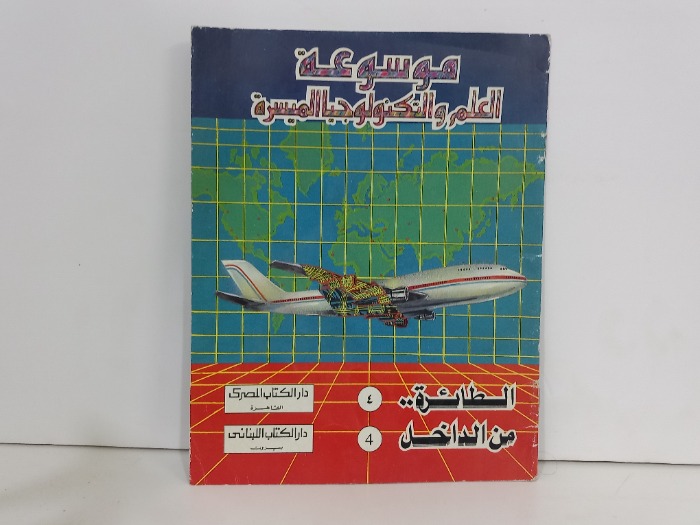 موسوعة
العلم والتكنولوجيا الميسرة
الطائرة..
من الداخل
٤
4
دار الكتاب المصرى
القاهرة
دار الكتاب اللبنانى
بيروت